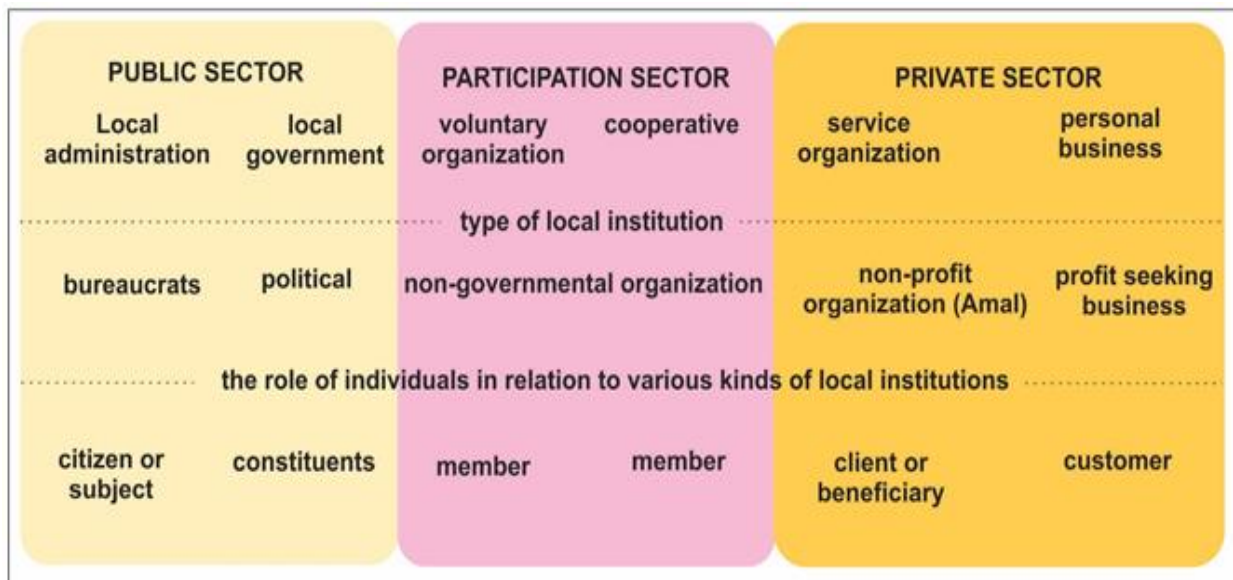 PUBLIC SECTOR
PARTICIPATION SECTOR
PRIVATE SECTOR
Local
administration
local
government
voluntary
organization
cooperative
service
organization
personal
business
type of local institution
bureaucrats
political
non-governmental organization
non-profit
organization (Amal)
profit seeking
business
the role of individuals in relation to various kinds of local institutions
citizen or
subject
constituents
member
member
client or
beneficiary
customer